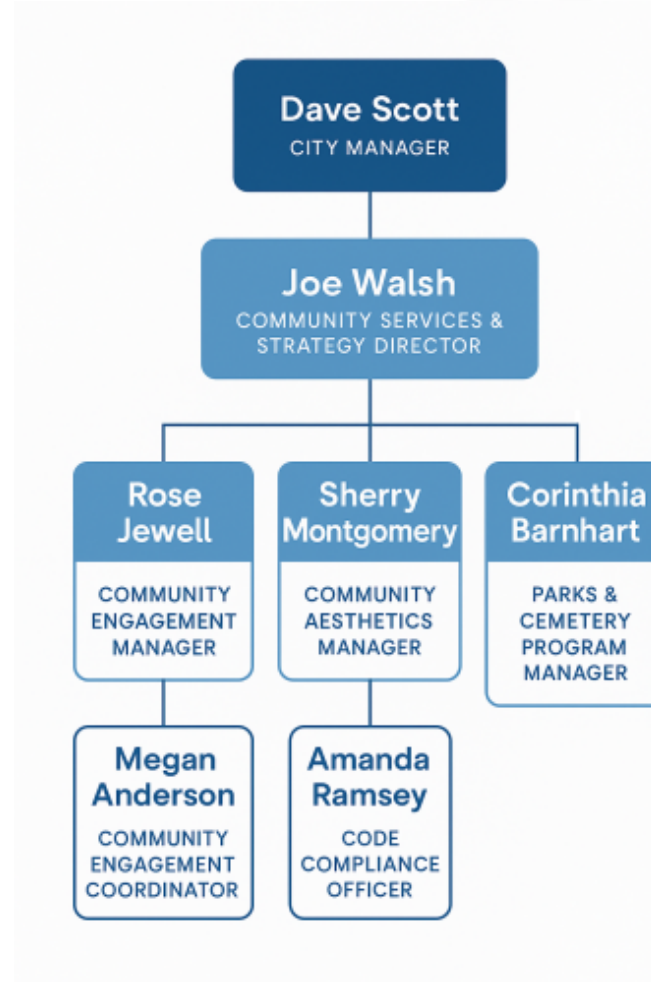 Dave Scott
CITY MANAGER
Joe Walsh
COMMUNITY SERVICES &
STRATEGY DIRECTOR
Rose
Jewell
COMMUNITY
ENGAGEMENT
MANAGER
Sherry
Montgomery
COMMUNITY
AESTHETICS
MANAGER
Corinthia
Barnhart
PARKS &
CEMETERY
PROGRAM
MANAGER
Megan
Anderson
COMMUNITY
ENGAGEMENT
COORDINATOR
Amanda
Ramsey
CODE
COMPLIANCE
OFFICER